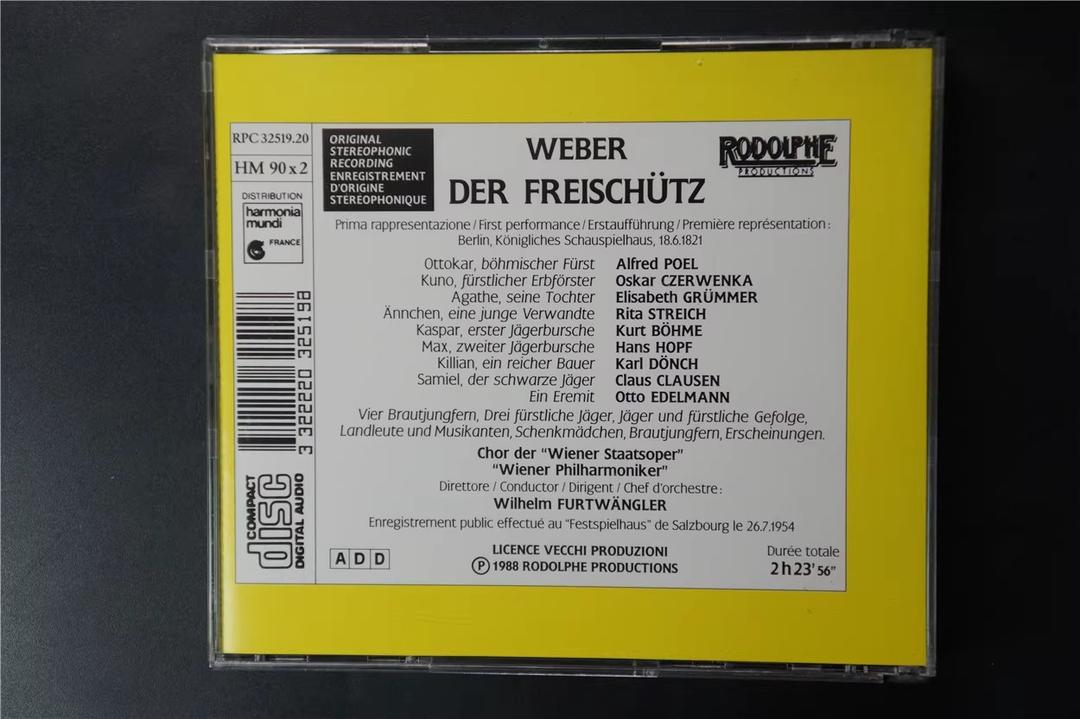 RPC 32519.20
HM 90 x 2
DISTRIBUTION
harmonia
mundi
FRANCE
3 322220 325198
COMPACT
disc
DIGITAL AUDIO
ORIGINAL
STEREOPHONIC
RECORDING
ENREGISTREMENT
D'ORIGINE
STÉRÉOPHONIQUE
WEBER
DER FREISCHÜTZ
RODOLPHE
PRODUCTIONS
Prima rappresentazione / First performance / Erstaufführung / Première représentation :
Berlin, Königliches Schauspielhaus, 18.6.1821
Ottokar, böhmischer Fürst Alfred POEL
Kuno, fürstlicher Erbförster Oskar CZERWENKA
Agathe, seine Tochter Elisabeth GRÜMMER
Ännchen, eine junge Verwandte Rita STREICH
Kaspar, erster Jägerbursche Kurt BÖHME
Max, zweiter Jägerbursche Hans HOPF
Killian, ein reicher Bauer Karl DÖNCH
Samiel, der schwarze Jäger Claus CLAUSEN
Ein Eremit Otto EDELMANN
Vier Brautjungfern, Drei fürstliche Jäger, Jäger und fürstliche Gefolge,
Landleute und Musikanten, Schenkmädchen, Brautjungfern, Erscheinungen.
Chor der "Wiener Staatsoper"
"Wiener Philharmoniker"
Direttore / Conductor / Dirigent / Chef d'orchestre :
Wilhelm FURTWÄNGLER
Enregistrement public effectué au "Festspielhaus" de Salzbourg le 26.7.1954
A D D
LICENCE VECCHI PRODUZIONI
Ⓟ 1988 RODOLPHE PRODUCTIONS
Durée totale
2 h 23' 56"